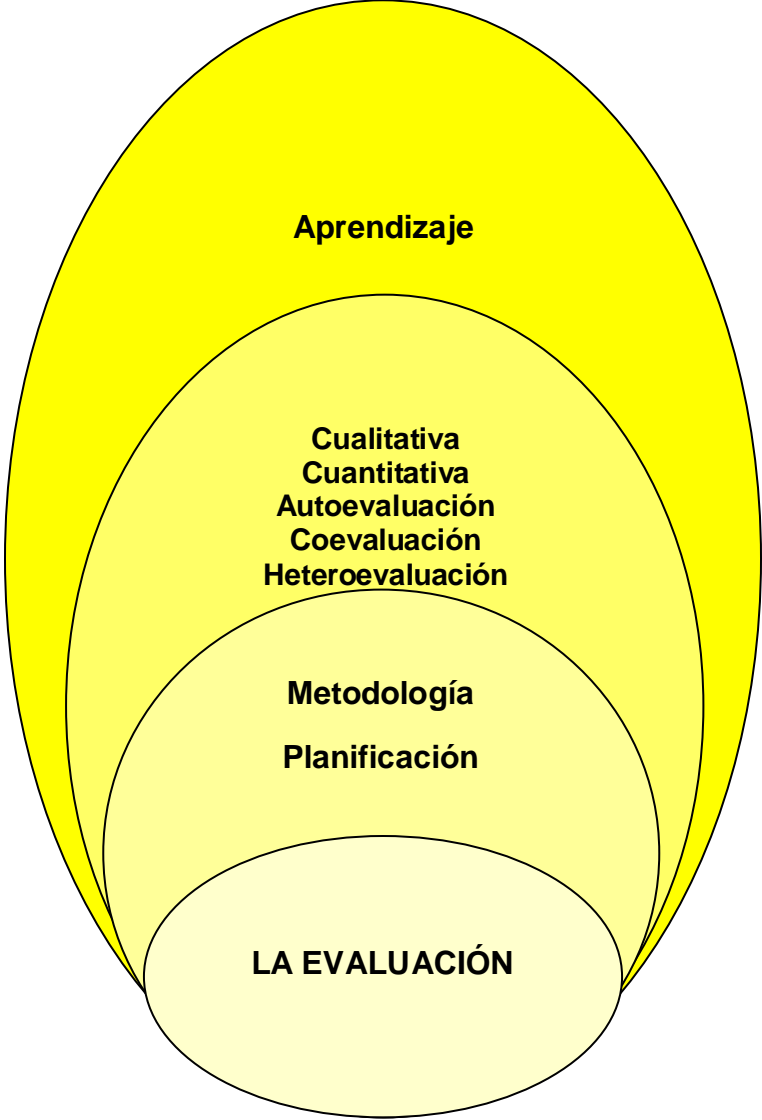 Aprendizaje
Cualitativa
Cuantitativa
Autoevaluación
Coevaluación
Heteroevaluación
Metodología
Planificación
LA EVALUACIÓN